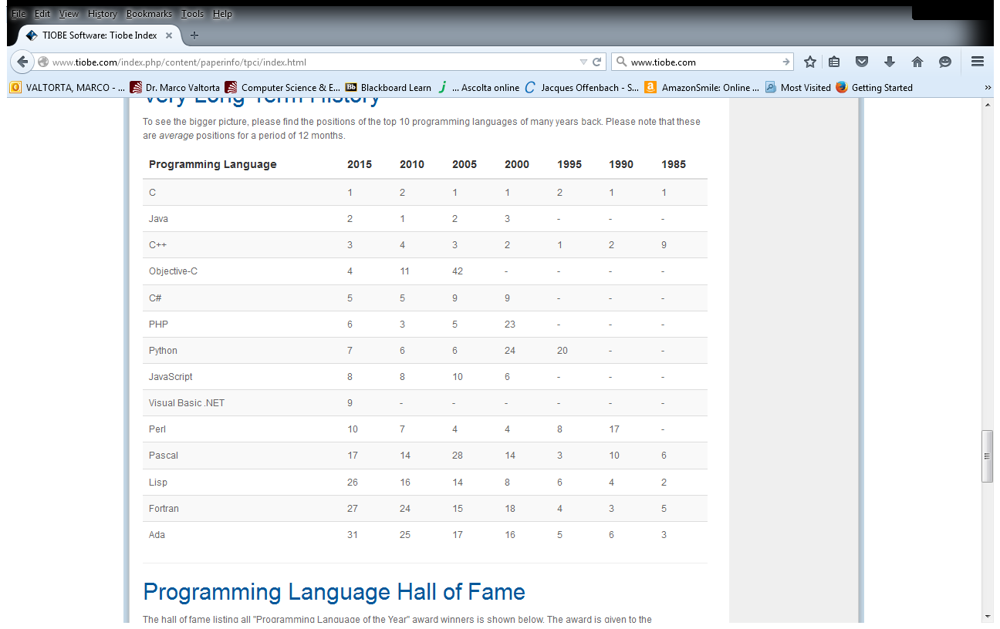 File Edit View History Bookmarks Tools Help
TIOBE Software: Tiobe Index × +
www.tiobe.com/index.php/content/paperinfo/tpci/index.html www.tiobe.com
VALTORTA, MARCO - ... Dr. Marco Valtorta Computer Science & E... Bb Blackboard Learn j ... Ascolta online C Jacques Offenbach - S... a AmazonSmile: Online ... Most Visited Getting Started »
Very Long Term History
To see the bigger picture, please find the positions of the top 10 programming languages of many years back. Please note that these
are average positions for a period of 12 months.
Programming Language 2015 2010 2005 2000 1995 1990 1985
C 1 2 1 1 2 1 1
Java 2 1 2 3 - - -
C++ 3 4 3 2 1 2 9
Objective-C 4 11 42 - - - -
C# 5 5 9 9 - - -
PHP 6 3 5 23 - - -
Python 7 6 6 24 20 - -
JavaScript 8 8 10 6 - - -
Visual Basic .NET 9 - - - - - -
Perl 10 7 4 4 8 17 -
Pascal 17 14 28 14 3 10 6
Lisp 26 16 14 8 6 4 2
Fortran 27 24 15 18 4 3 5
Ada 31 25 17 16 5 6 3
Programming Language Hall of Fame
The hall of fame listing all "Programming Language of the Year" award winners is shown below. The award is given to the